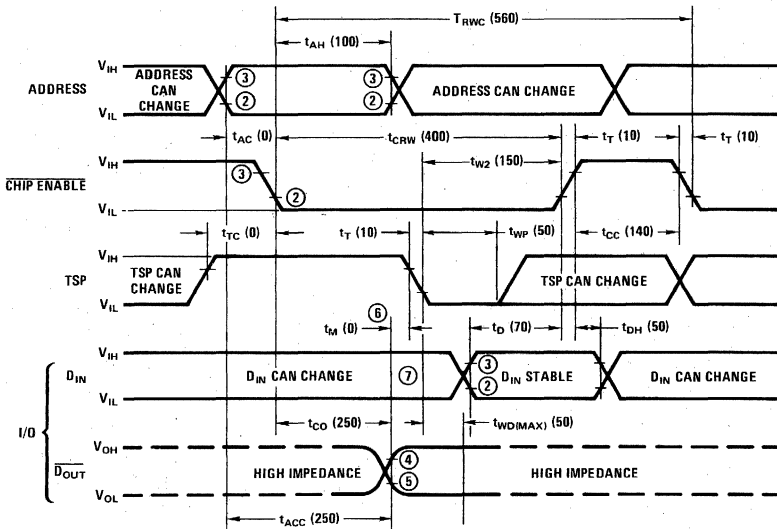 T_RWC (560)
t_AH (100)
ADDRESS
V_IH
V_IL
ADDRESS CAN CHANGE
③
②
③
②
ADDRESS CAN CHANGE
t_AC (0)
t_CRW (400)
t_T (10)
t_T (10)
t_W2 (150)
CHIP ENABLE
V_IH
V_IL
③
②
t_TC (0)
t_T (10)
t_WP (50)
t_CC (140)
TSP
V_IH
V_IL
TSP CAN CHANGE
TSP CAN CHANGE
⑥
t_M (0)
t_D (70)
t_DH (50)
I/O
D_IN
V_IH
V_IL
D_IN CAN CHANGE
⑦
③
②
D_IN STABLE
D_IN CAN CHANGE
t_CO (250)
t_WD(MAX) (50)
D_OUT
V_OH
V_OL
HIGH IMPEDANCE
④
⑤
HIGH IMPEDANCE
t_ACC (250)